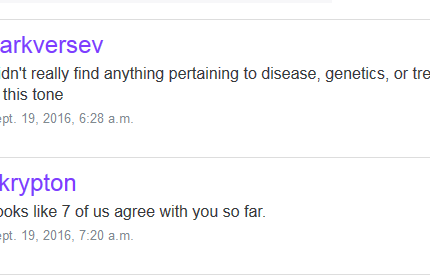 arkversev
idn't really find anything pertaining to disease, genetics, or tre
this tone
ept. 19, 2016, 6:28 a.m.
krypton
ooks like 7 of us agree with you so far.
ept. 19, 2016, 7:20 a.m.